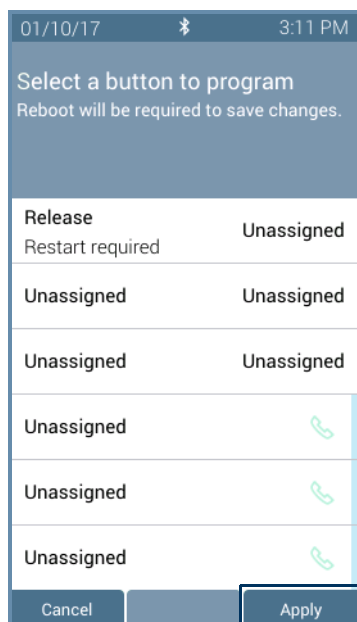 01/10/17 3:11 PM
Select a button to program
Reboot will be required to save changes.
Release Unassigned
Restart required
Unassigned Unassigned
Unassigned Unassigned
Unassigned
Unassigned
Unassigned
Cancel Apply